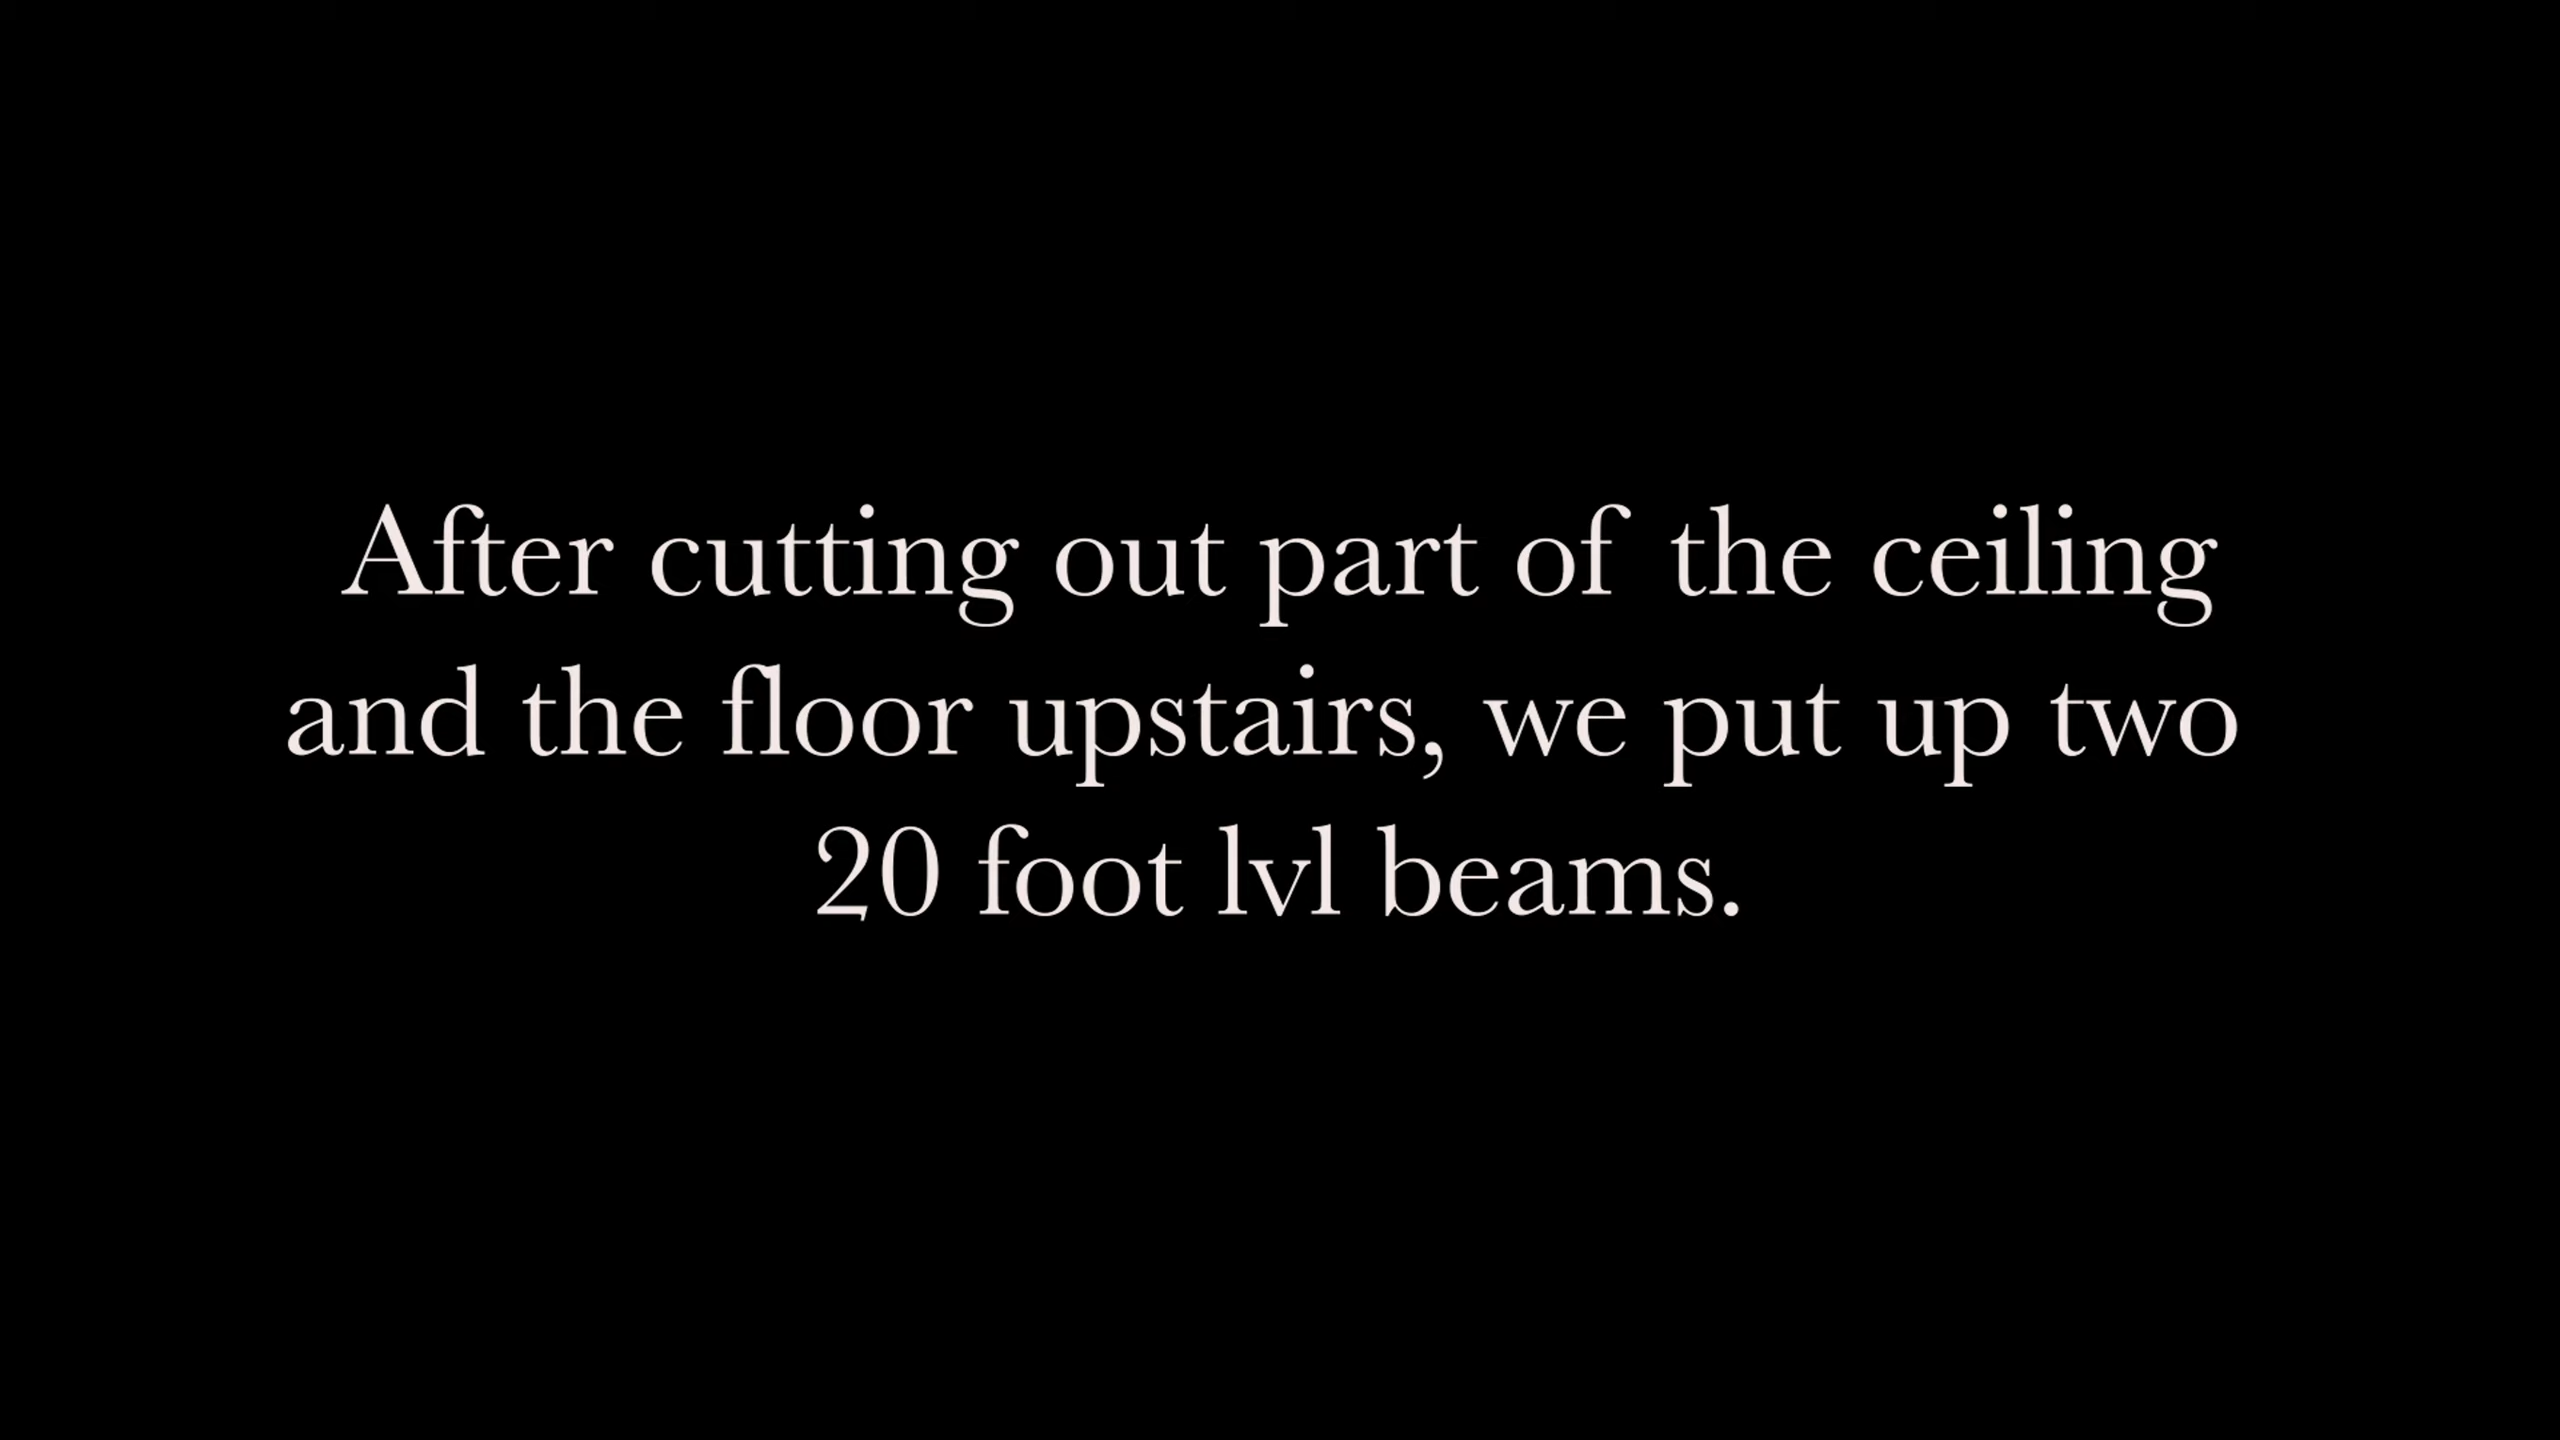 After cutting out part of the ceiling
and the floor upstairs, we put up two
20 foot lvl beams.